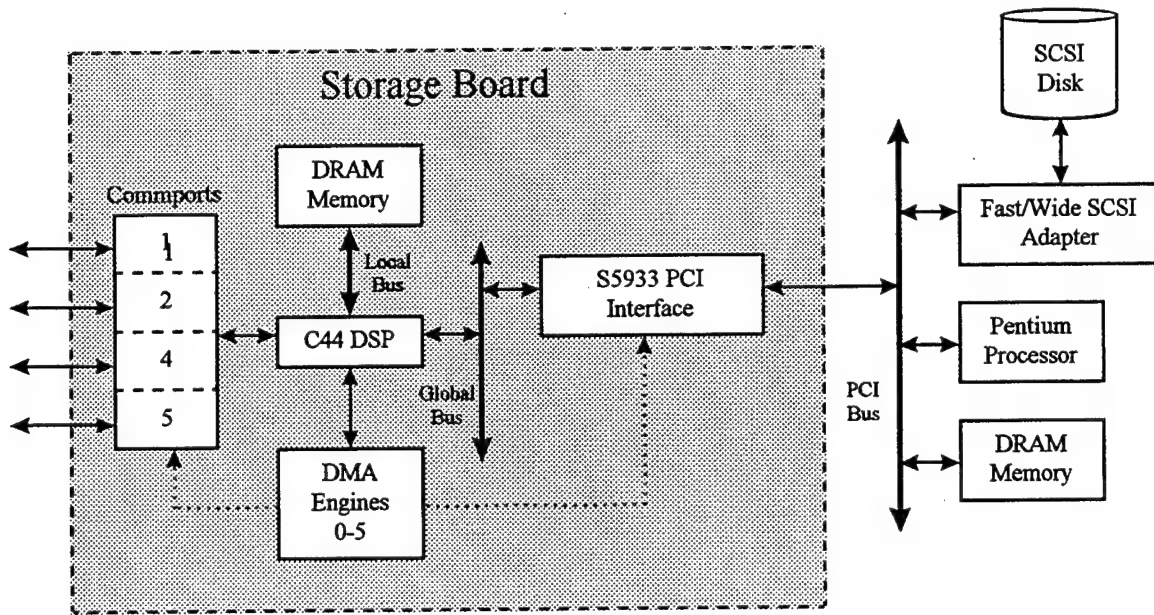 Storage Board
SCSI
Disk
DRAM
Memory
Commports
1
2
4
5
Local
Bus
C44 DSP
Global
Bus
DMA
Engines
0-5
S5933 PCI
Interface
PCI
Bus
Fast/Wide SCSI
Adapter
Pentium
Processor
DRAM
Memory